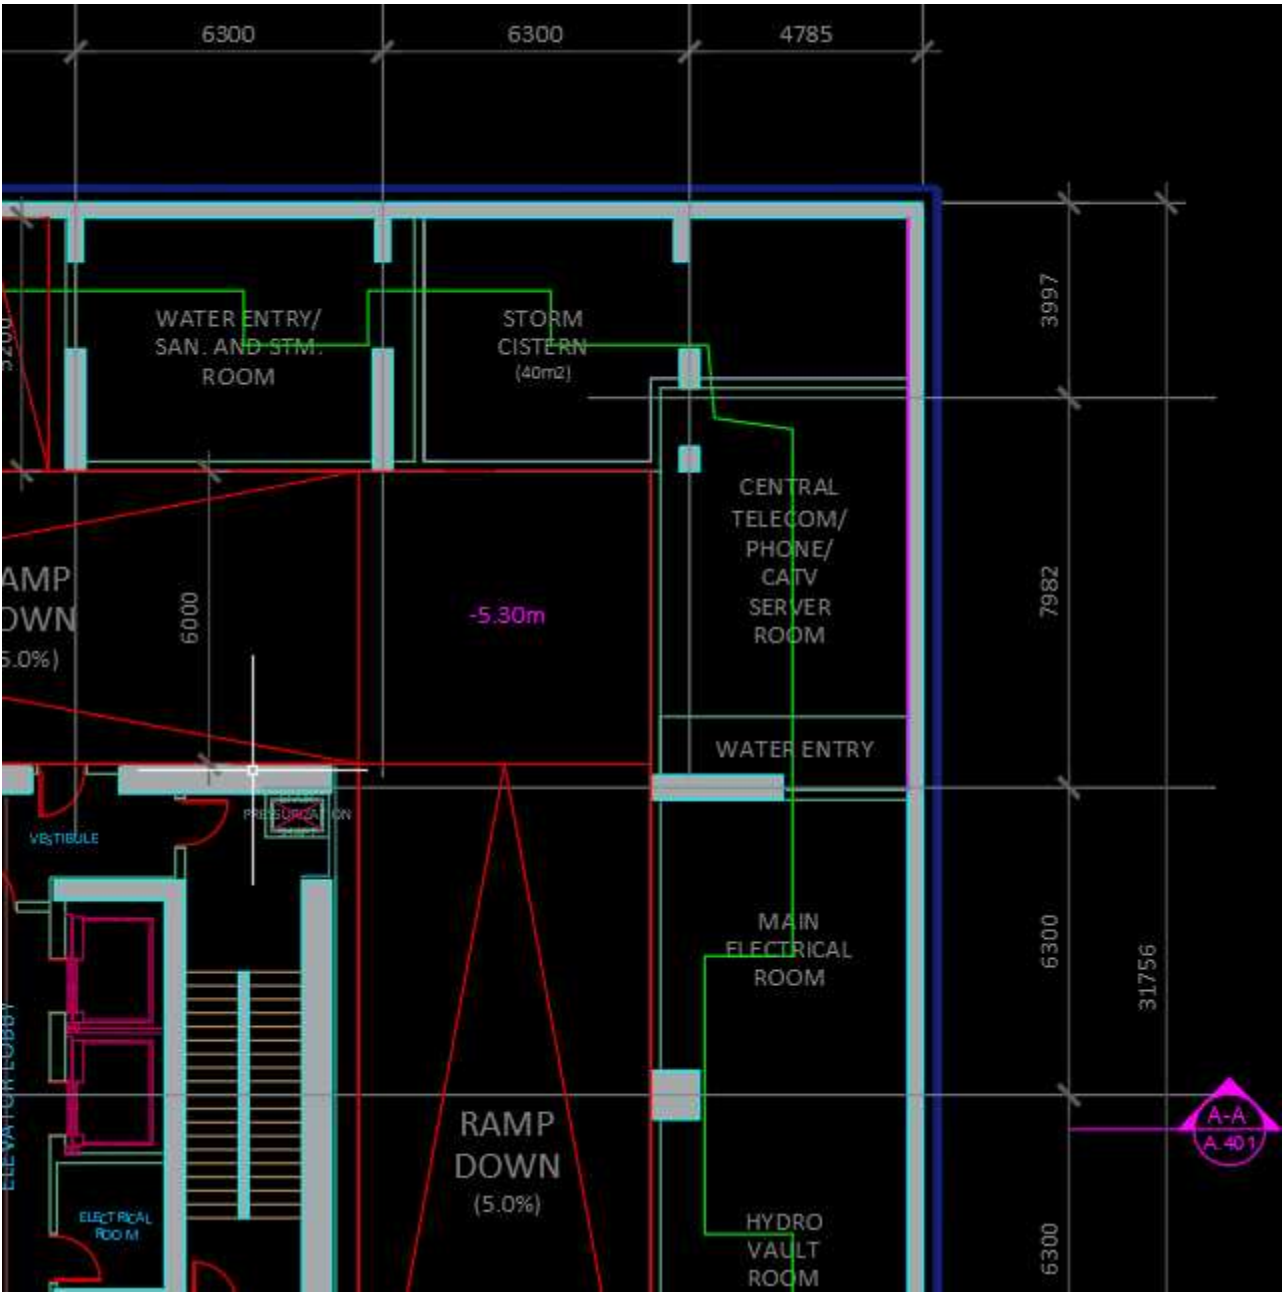 6300
6300
4785
WATER ENTRY/
SAN. AND STM.
ROOM
STORM
CISTERN
(40m2)
3997
CENTRAL
TELECOM/
PHONE/
CATV
SERVER
ROOM
7982
6000
-5.30m
AMP
OWN
5.0%)
WATER ENTRY
PRESSURIZATION
VESTIBULE
MAIN
ELECTRICAL
ROOM
6300
31756
ELEVATOR LOBBY
RAMP
DOWN
(5.0%)
A-A
A.401
ELECTRICAL
ROOM
HYDRO
VAULT
ROOM
6300